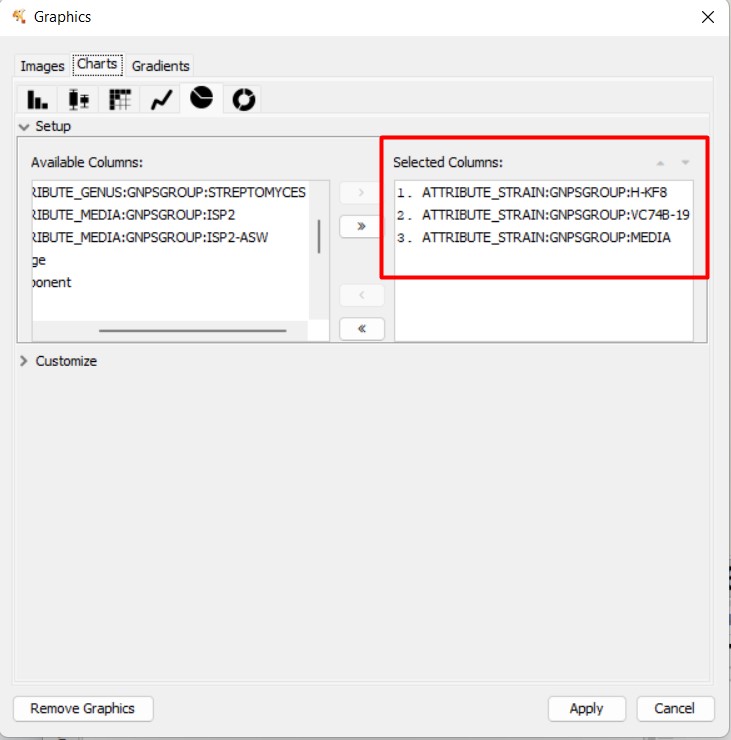 Graphics
Images Charts Gradients
Setup
Available Columns:
RIBUTE_GENUS:GNPSGROUP:STREPTOMYCES
RIBUTE_MEDIA:GNPSGROUP:ISP2
RIBUTE_MEDIA:GNPSGROUP:ISP2-ASW
ge
ponent
Selected Columns:
1. ATTRIBUTE_STRAIN:GNPSGROUP:H-KF8
2. ATTRIBUTE_STRAIN:GNPSGROUP:VC74B-19
3. ATTRIBUTE_STRAIN:GNPSGROUP:MEDIA
Customize
Remove Graphics Apply Cancel